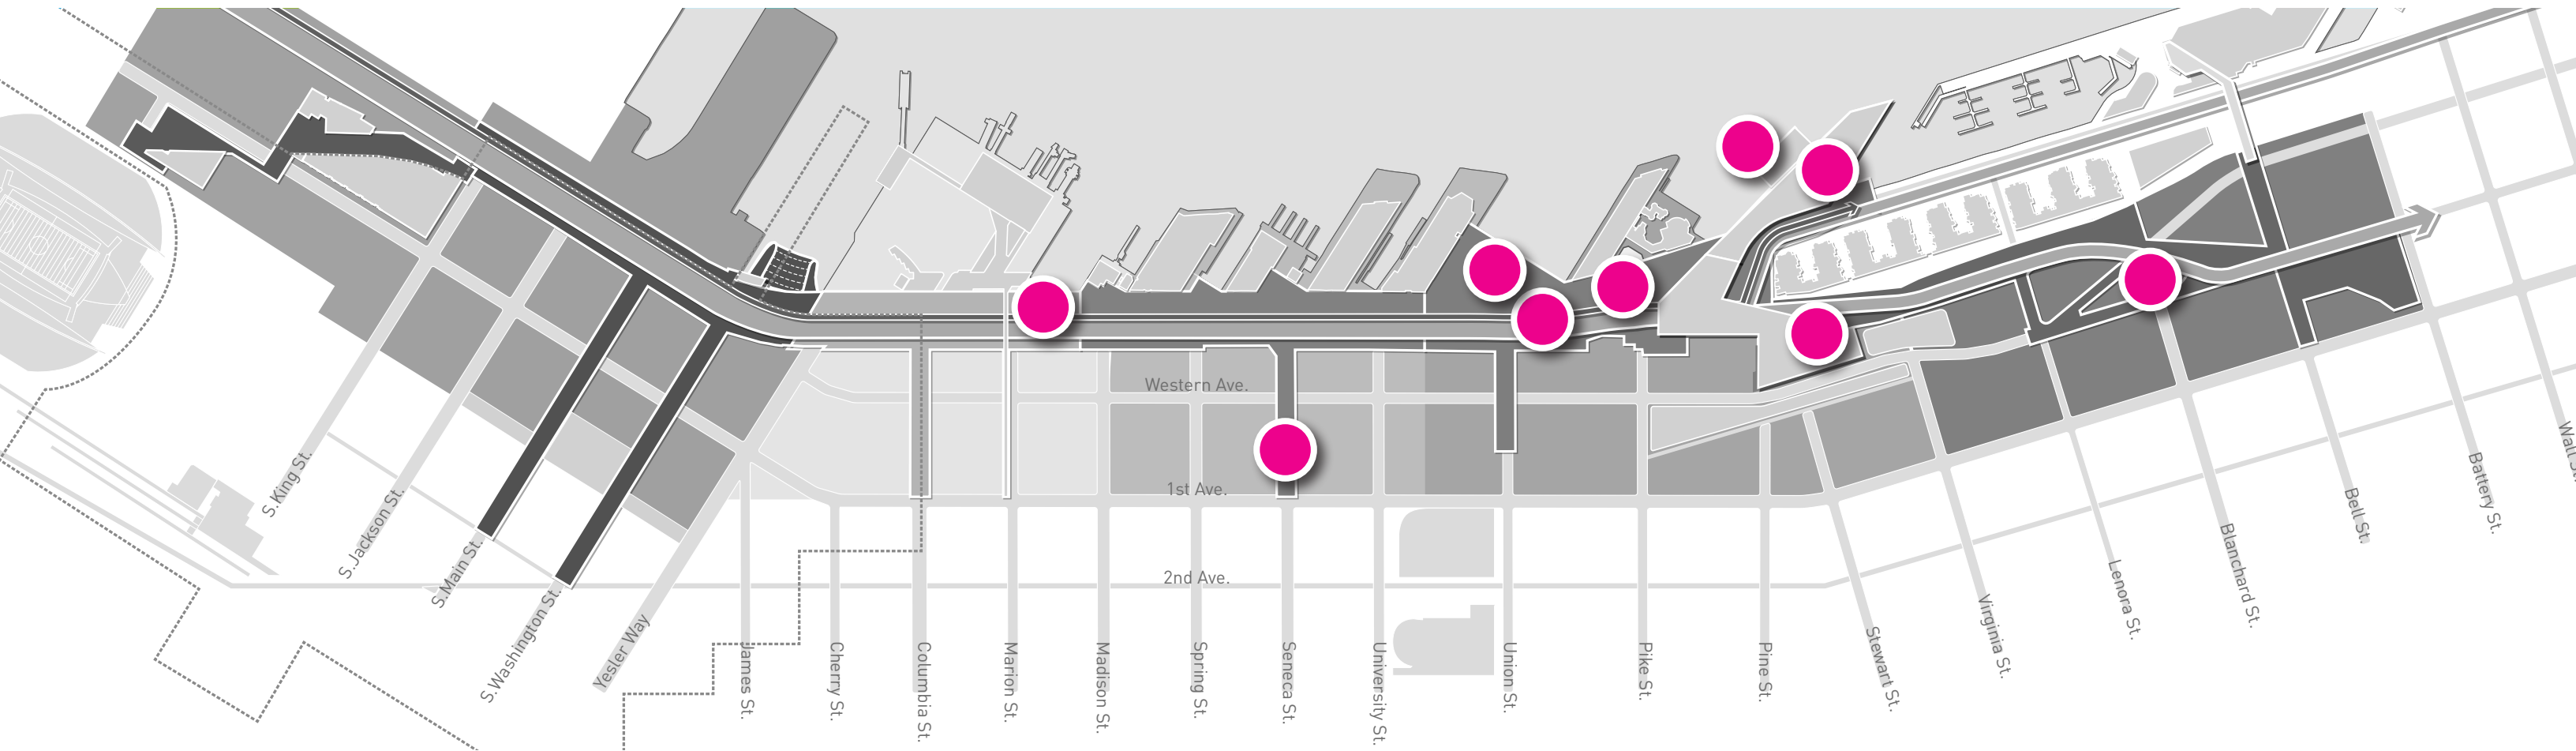 Western Ave.
1st Ave.
2nd Ave.
S.King St.
S.Jackson St.
S.Main St.
S.Washington St.
Yesler Way
James St.
Cherry St.
Columbia St.
Marion St.
Madison St.
Spring St.
Seneca St.
University St.
Union St.
Pike St.
Pine St.
Stewart St.
Virginia St.
Lenora St.
Blanchard St.
Bell St.
Battery St.